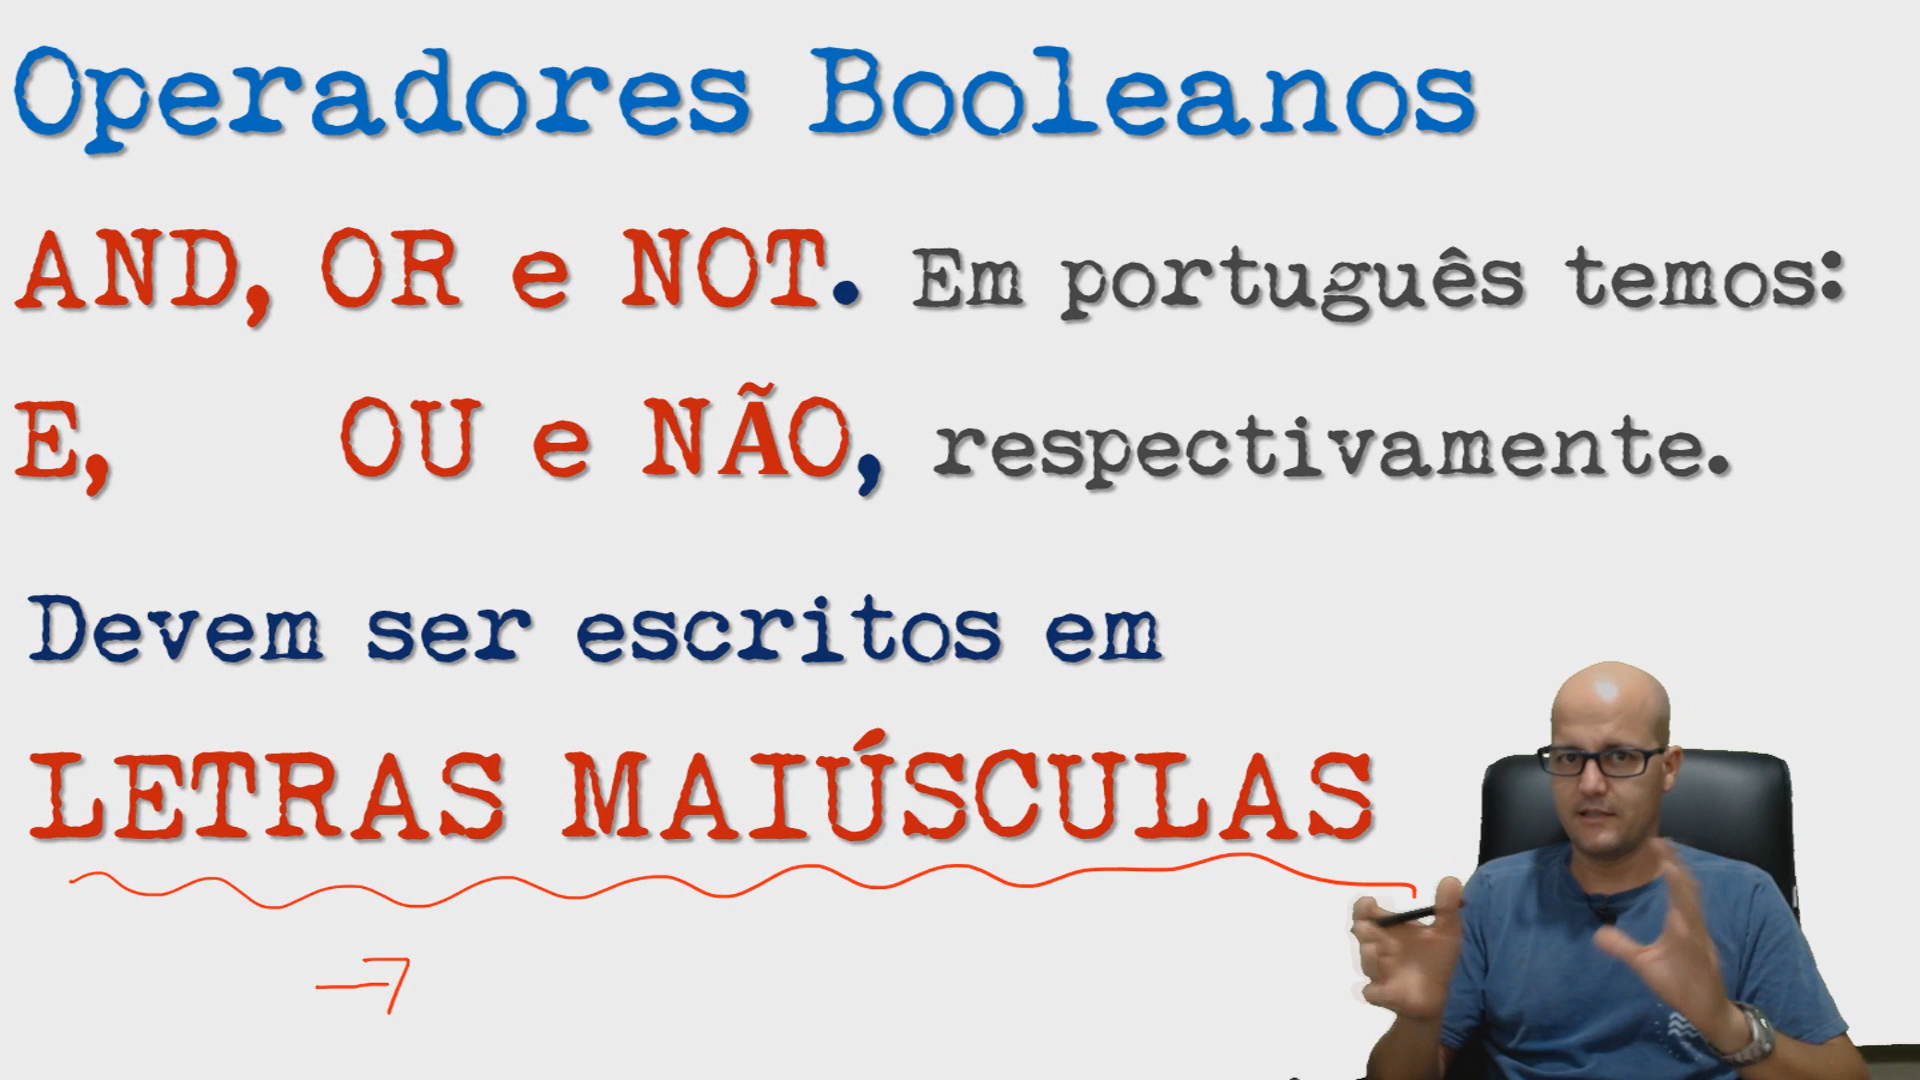 Operadores Booleanos
AND, OR e NOT. Em português temos:
E, OU e NÃO, respectivamente.
Devem ser escritos em
LETRAS MAIÚSCULAS